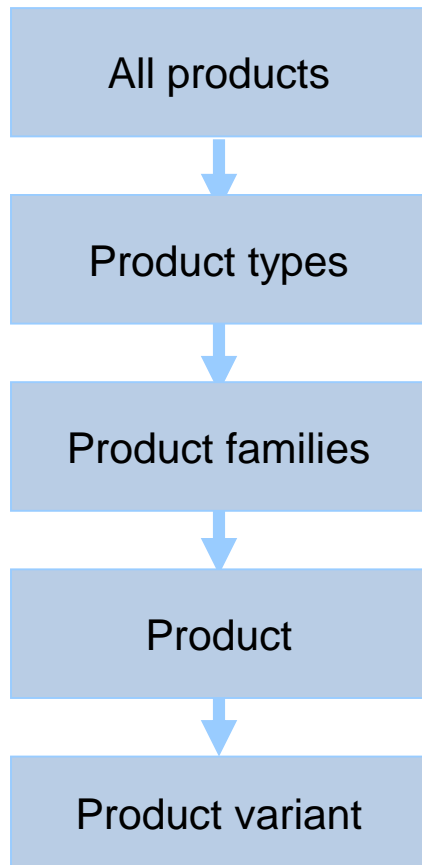 All products
Product types
Product families
Product
Product variant